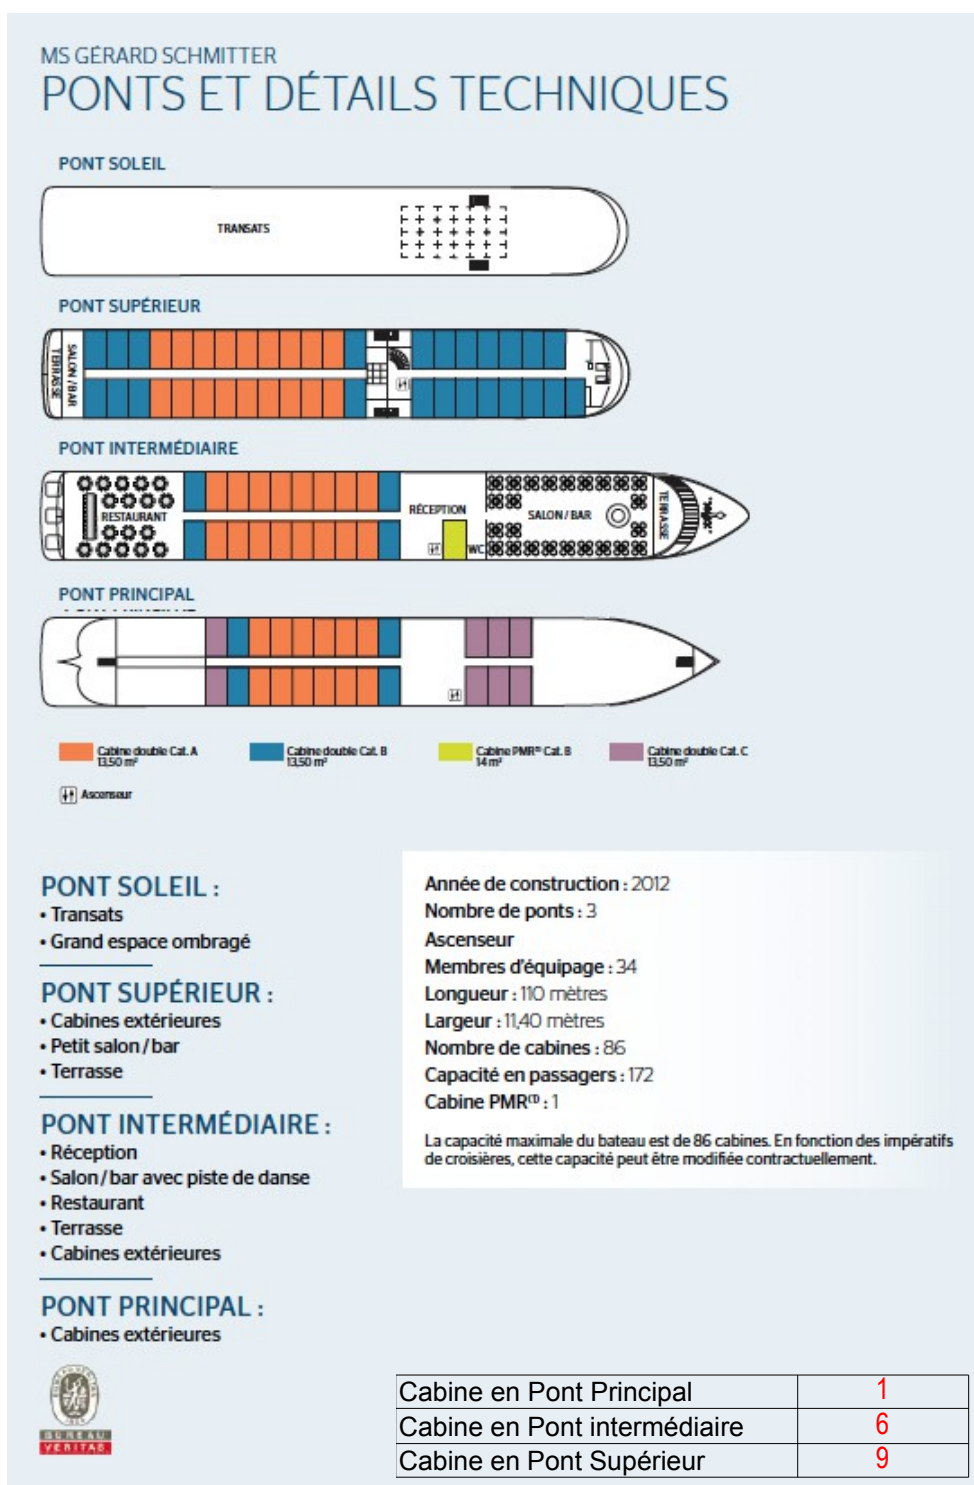 MS GÉRARD SCHMITTER
PONTS ET DÉTAILS TECHNIQUES
PONT SOLEIL
TRANSATS
PONT SUPÉRIEUR
TERRASSE
SALON / BAR
PONT INTERMÉDIAIRE
RESTAURANT
RÉCEPTION
WC
SALON / BAR
TERRASSE
PONT PRINCIPAL
Cabine double Cat. A
13,50 m²
Cabine double Cat. B
13,50 m²
Cabine PMR⁽¹⁾ Cat. B
14 m²
Cabine double Cat. C
13,50 m²
Ascenseur
PONT SOLEIL :
• Transats
• Grand espace ombragé
PONT SUPÉRIEUR :
• Cabines extérieures
• Petit salon / bar
• Terrasse
PONT INTERMÉDIAIRE :
• Réception
• Salon / bar avec piste de danse
• Restaurant
• Terrasse
• Cabines extérieures
PONT PRINCIPAL :
• Cabines extérieures
Année de construction : 2012
Nombre de ponts : 3
Ascenseur
Membres d'équipage : 34
Longueur : 110 mètres
Largeur : 11,40 mètres
Nombre de cabines : 86
Capacité en passagers : 172
Cabine PMR⁽¹⁾ : 1
La capacité maximale du bateau est de 86 cabines. En fonction des impératifs
de croisières, cette capacité peut être modifiée contractuellement.
BUREAU
VERITAS
Cabine en Pont Principal 1
Cabine en Pont intermédiaire 6
Cabine en Pont Supérieur 9